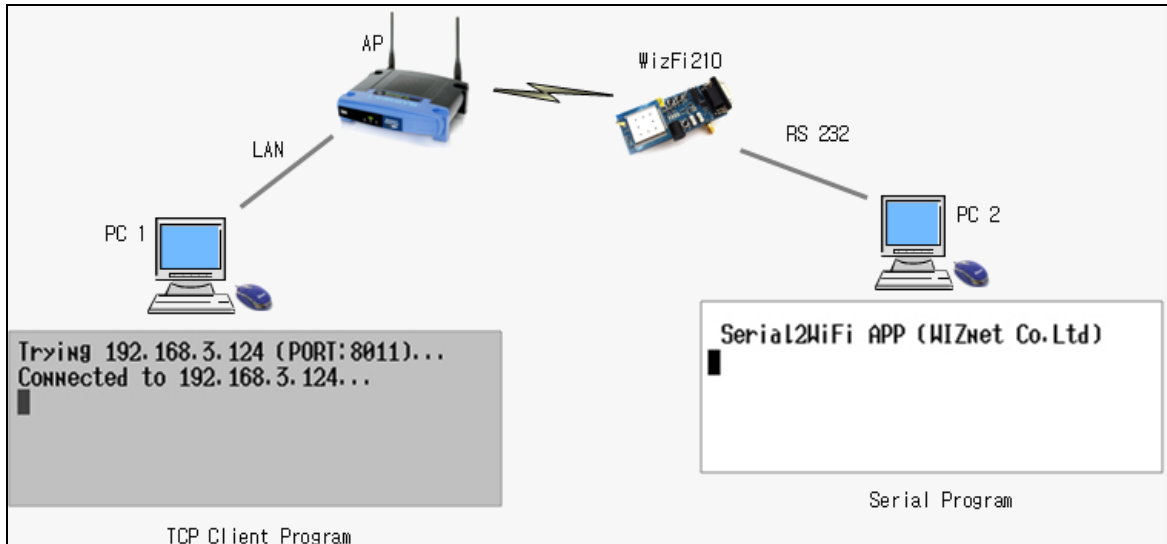 AP
WizFi210
LAN
RS 232
PC 1
PC 2
Trying 192.168.3.124 (PORT:8011)...
Connected to 192.168.3.124...
Serial2WiFi APP (WIZnet Co.Ltd)
Serial Program
TCP Client Program